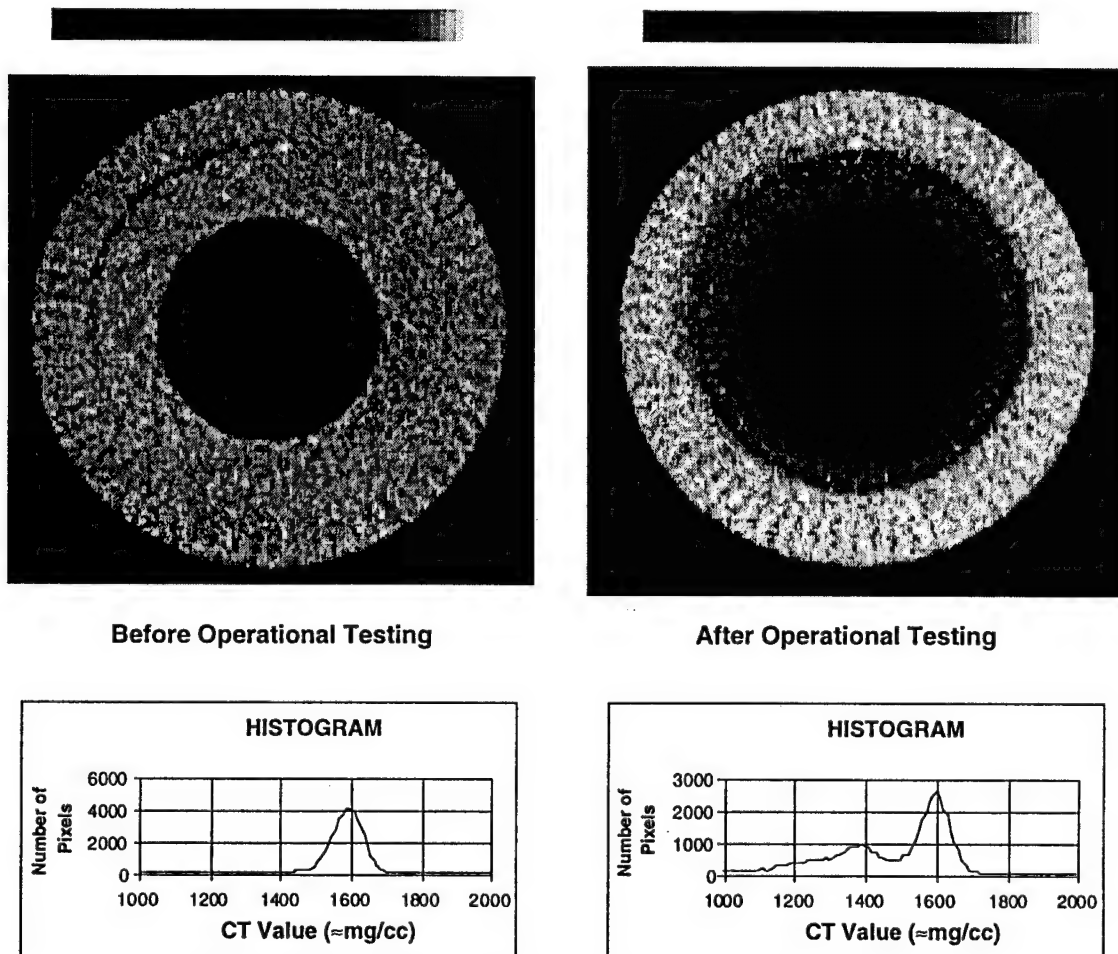 Before Operational Testing
After Operational Testing
HISTOGRAM
Number of
Pixels
6000
4000
2000
0
1000 1200 1400 1600 1800 2000
CT Value (≈mg/cc)
HISTOGRAM
Number of
Pixels
3000
2000
1000
0
1000 1200 1400 1600 1800 2000
CT Value (≈mg/cc)